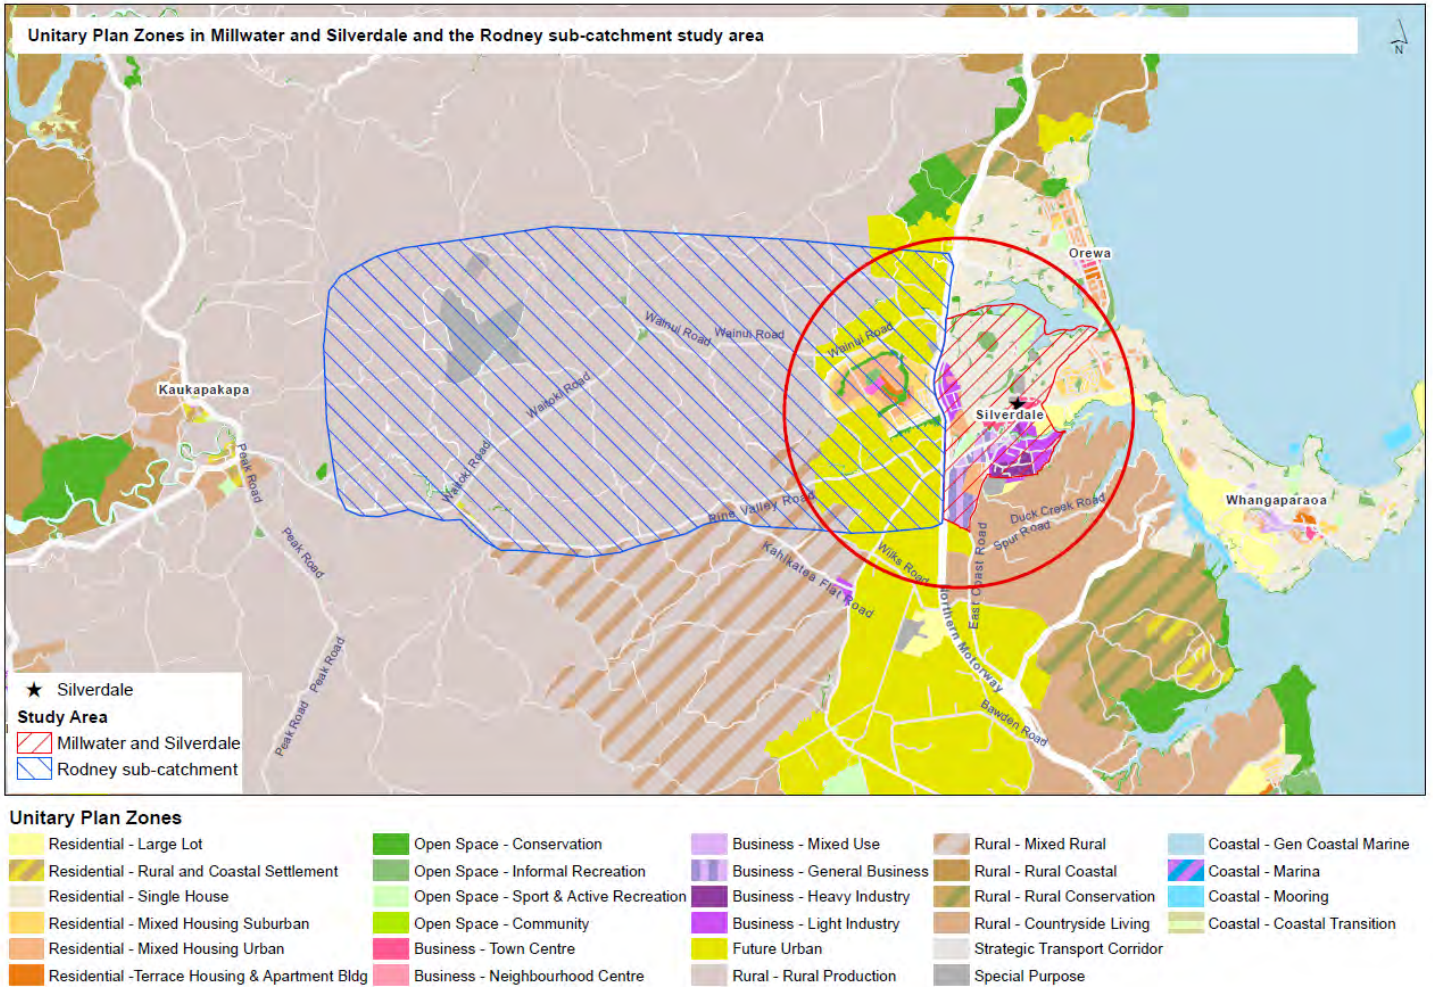 Unitary Plan Zones in Millwater and Silverdale and the Rodney sub-catchment study area
N
Orewa
Wainui Road
Wainui Road
Wainui Road
Kaukapakapa
Waitoki Road
Silverdale
Peak Road
Waitoki Road
Pine Valley Road
Whangaparaoa
Duck Creek Road
Spur Road
Peak Road
Kahikatea Flat Road
Wilks Road
East Coast Road
Northern Motorway
Peak Road
Peak Road
Bawden Road
Silverdale
Study Area
Millwater and Silverdale
Rodney sub-catchment
Unitary Plan Zones
Residential - Large Lot
Residential - Rural and Coastal Settlement
Residential - Single House
Residential - Mixed Housing Suburban
Residential - Mixed Housing Urban
Residential -Terrace Housing & Apartment Bldg
Open Space - Conservation
Open Space - Informal Recreation
Open Space - Sport & Active Recreation
Open Space - Community
Business - Town Centre
Business - Neighbourhood Centre
Business - Mixed Use
Business - General Business
Business - Heavy Industry
Business - Light Industry
Future Urban
Rural - Rural Production
Rural - Mixed Rural
Rural - Rural Coastal
Rural - Rural Conservation
Rural - Countryside Living
Strategic Transport Corridor
Special Purpose
Coastal - Gen Coastal Marine
Coastal - Marina
Coastal - Mooring
Coastal - Coastal Transition